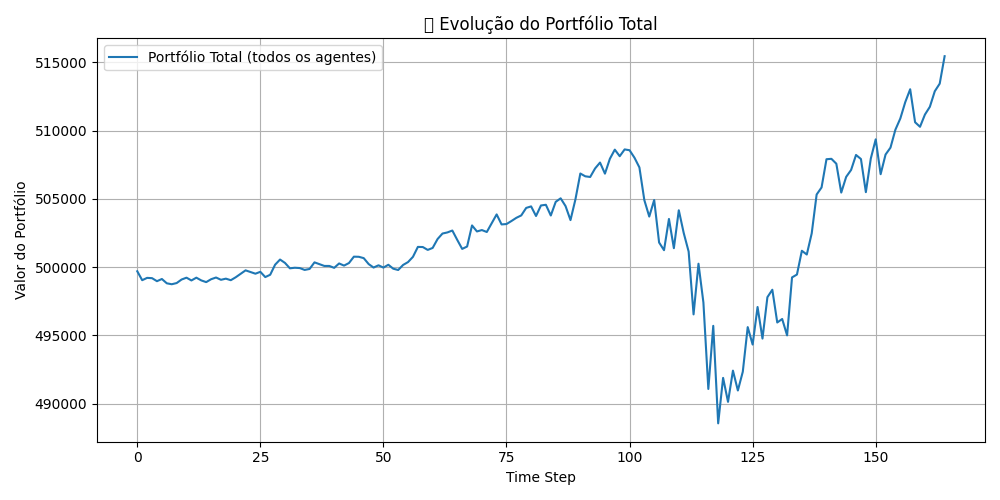 ▯ Evolução do Portfólio Total
Portfólio Total (todos os agentes)
Valor do Portfólio
515000
510000
505000
500000
495000
490000
0 25 50 75 100 125 150
Time Step